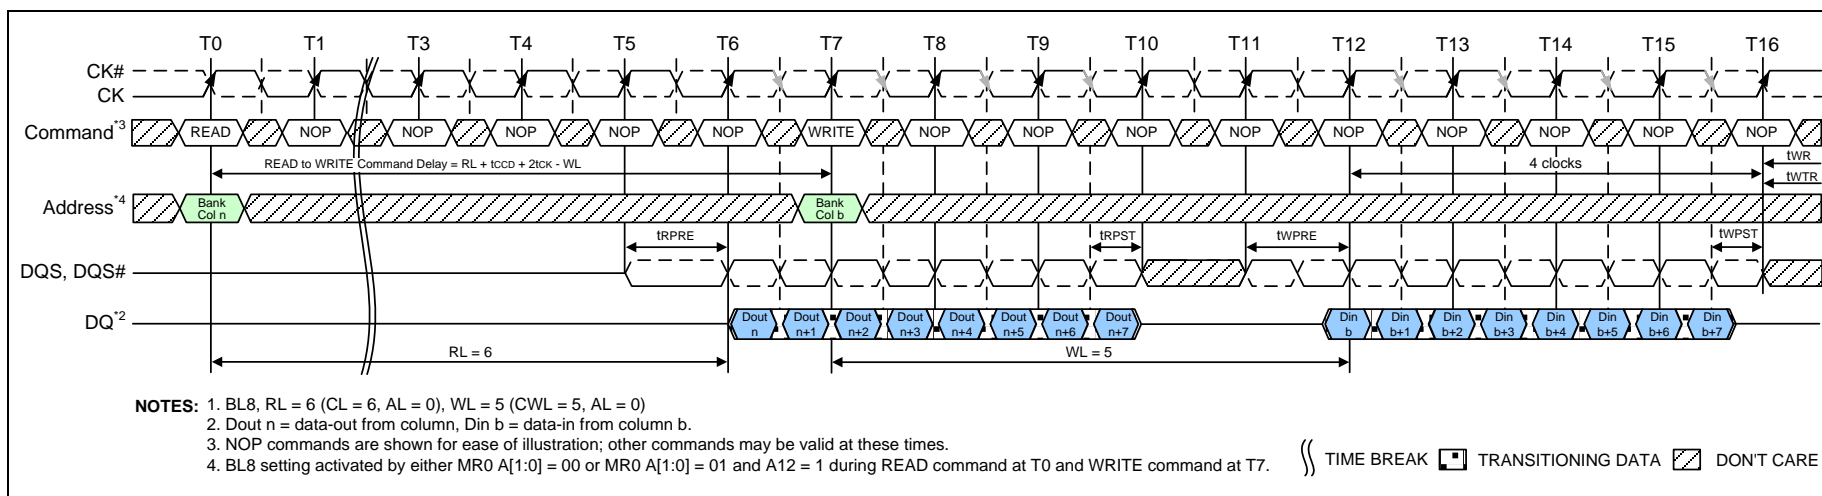 T0 T1 T3 T4 T5 T6 T7 T8 T9 T10 T11 T12 T13 T14 T15 T16
CK#
CK
Command*3 READ NOP NOP NOP NOP NOP WRITE NOP NOP NOP NOP NOP NOP NOP NOP NOP
READ to WRITE Command Delay = RL + tCCD + 2tCK - WL
4 clocks
tWR
tWTR
Address*4
Bank
Col n
Bank
Col b
tRPRE tRPST tWPRE tWPST
DQS, DQS#
DQ*2
Dout
n
Dout
n+1
Dout
n+2
Dout
n+3
Dout
n+4
Dout
n+5
Dout
n+6
Dout
n+7
Din
b
Din
b+1
Din
b+2
Din
b+3
Din
b+4
Din
b+5
Din
b+6
Din
b+7
RL = 6
WL = 5
NOTES: 1. BL8, RL = 6 (CL = 6, AL = 0), WL = 5 (CWL = 5, AL = 0)
2. Dout n = data-out from column, Din b = data-in from column b.
3. NOP commands are shown for ease of illustration; other commands may be valid at these times.
4. BL8 setting activated by either MR0 A[1:0] = 00 or MR0 A[1:0] = 01 and A12 = 1 during READ command at T0 and WRITE command at T7.
TIME BREAK TRANSITIONING DATA DON'T CARE